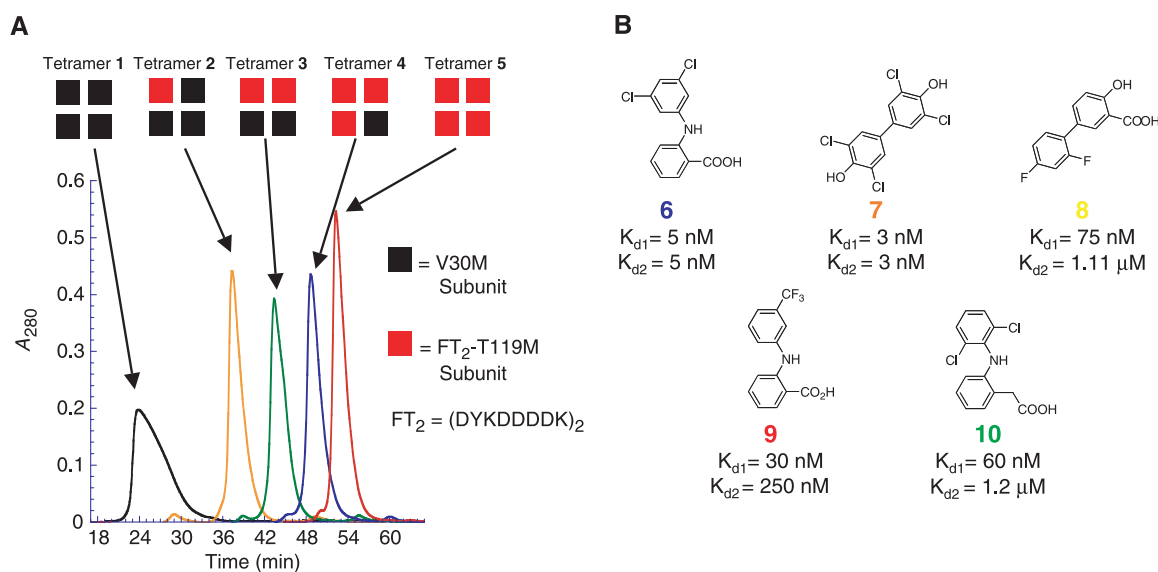 A
Tetramer 1 Tetramer 2 Tetramer 3 Tetramer 4 Tetramer 5
0.6
0.5
0.4
0.3
0.2
0.1
0
A280
18 24 30 36 42 48 54 60
Time (min)
= V30M
Subunit
= FT2-T119M
Subunit
FT2 = (DYKDDDDK)2
B
Cl
Cl
NH
COOH
6
Kd1= 5 nM
Kd2= 5 nM
Cl
OH
Cl
Cl
HO
Cl
7
Kd1= 3 nM
Kd2= 3 nM
OH
COOH
F
F
8
Kd1= 75 nM
Kd2= 1.11 μM
CF3
NH
CO2H
9
Kd1= 30 nM
Kd2= 250 nM
Cl
Cl
NH
COOH
10
Kd1= 60 nM
Kd2= 1.2 μM